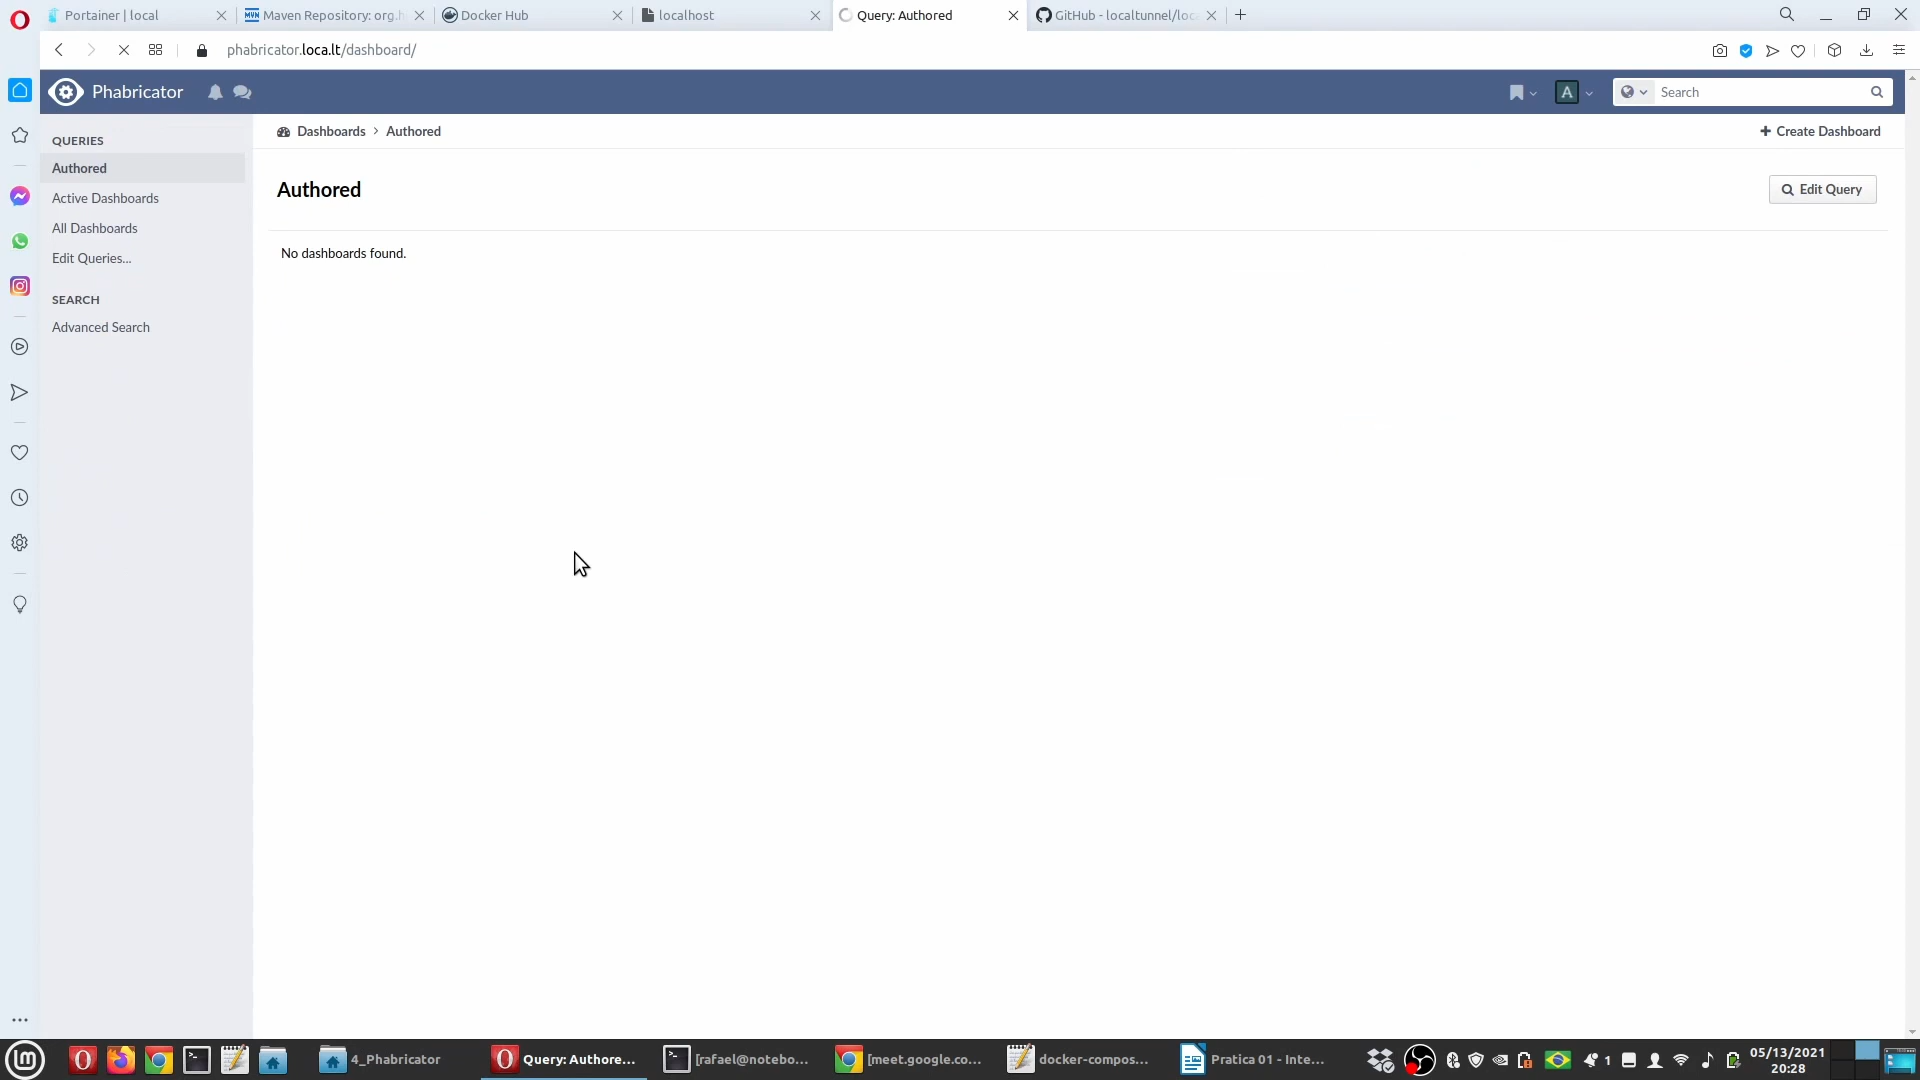 Portainer | local
Maven Repository: org.h
Docker Hub
localhost
Query: Authored
GitHub - localtunnel/loc
phabricator.loca.lt/dashboard/
Phabricator
A
Search
QUERIES
Authored
Active Dashboards
All Dashboards
Edit Queries...
SEARCH
Advanced Search
Dashboards > Authored
Create Dashboard
Authored
Edit Query
No dashboards found.
4_Phabricator
Query: Authore...
[rafael@notebo...
[meet.google.co...
docker-compos...
Pratica 01 - Inte...
1
05/13/2021
20:28